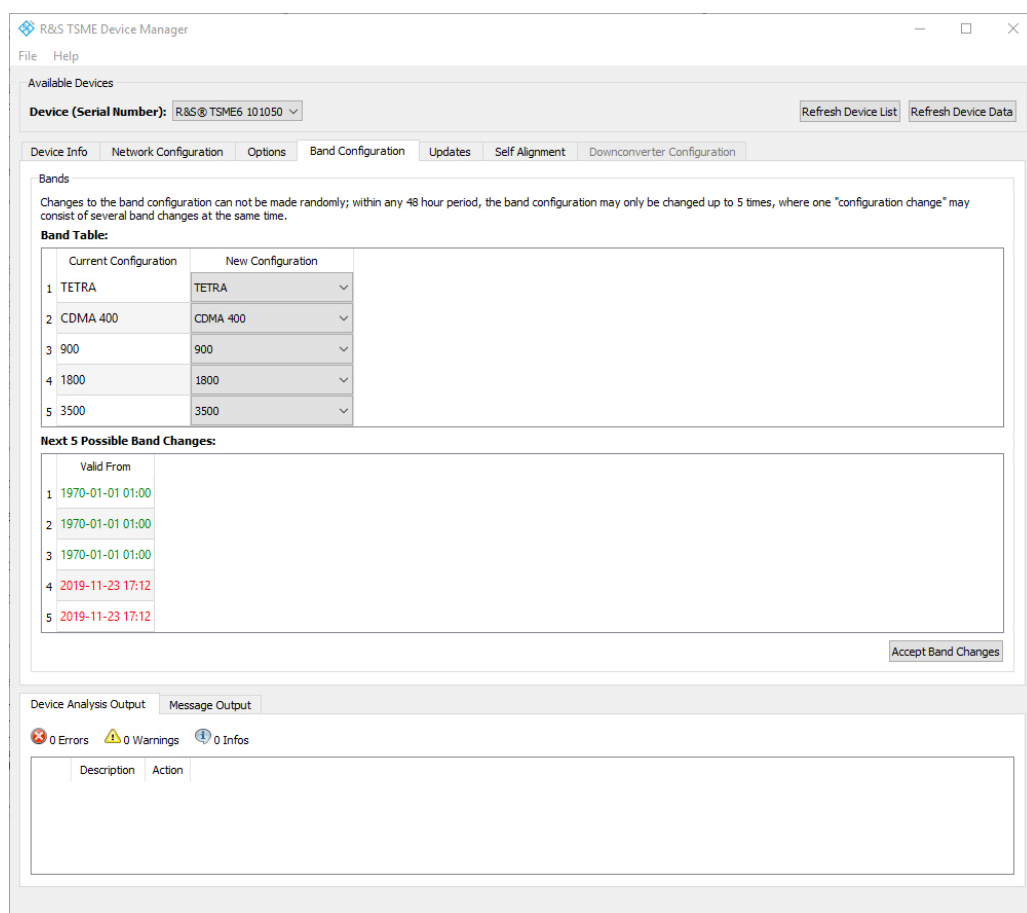 R&S TSME Device Manager
File Help
Available Devices
Device (Serial Number): R&S® TSME6 101050 Refresh Device List Refresh Device Data
Device Info Network Configuration Options Band Configuration Updates Self Alignment Downconverter Configuration
Bands
Changes to the band configuration can not be made randomly; within any 48 hour period, the band configuration may only be changed up to 5 times, where one "configuration change" may
consist of several band changes at the same time.
Band Table:
Current Configuration New Configuration
1 TETRA TETRA
2 CDMA 400 CDMA 400
3 900 900
4 1800 1800
5 3500 3500
Next 5 Possible Band Changes:
Valid From
1 1970-01-01 01:00
2 1970-01-01 01:00
3 1970-01-01 01:00
4 2019-11-23 17:12
5 2019-11-23 17:12
Accept Band Changes
Device Analysis Output Message Output
0 Errors 0 Warnings 0 Infos
Description Action